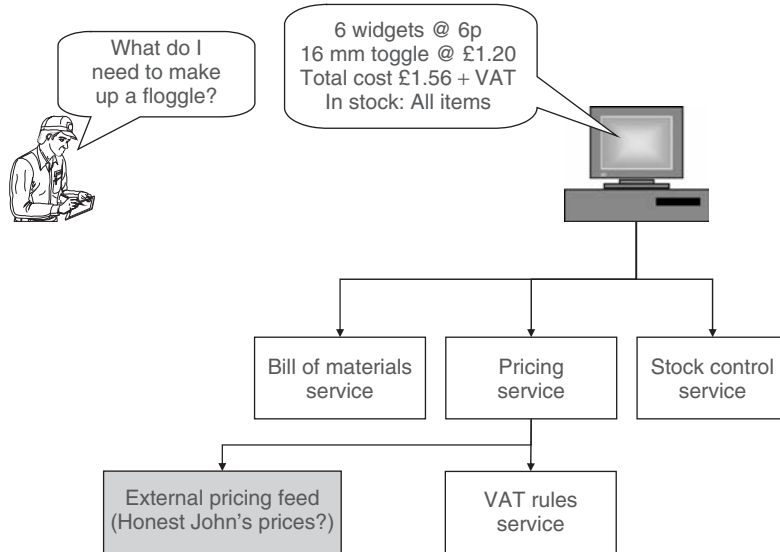 What do I
need to make
up a floggle?
6 widgets @ 6p
16 mm toggle @ £1.20
Total cost £1.56 + VAT
In stock: All items
Bill of materials
service
Pricing
service
Stock control
service
External pricing feed
(Honest John's prices?)
VAT rules
service